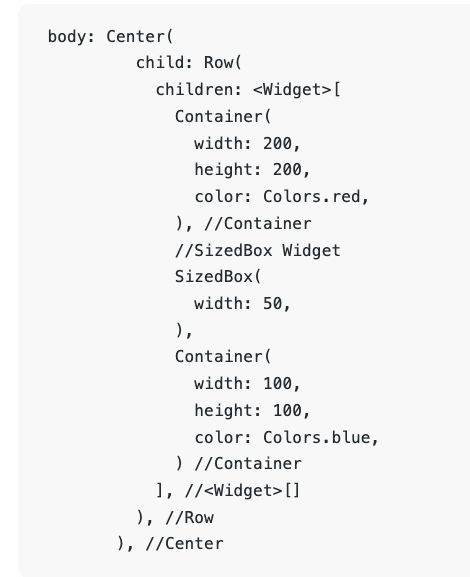 body: Center(
child: Row(
children: <Widget>[
Container(
width: 200,
height: 200,
color: Colors.red,
), //Container
//SizedBox Widget
SizedBox(
width: 50,
),
Container(
width: 100,
height: 100,
color: Colors.blue,
) //Container
], //<Widget>[]
), //Row
), //Center